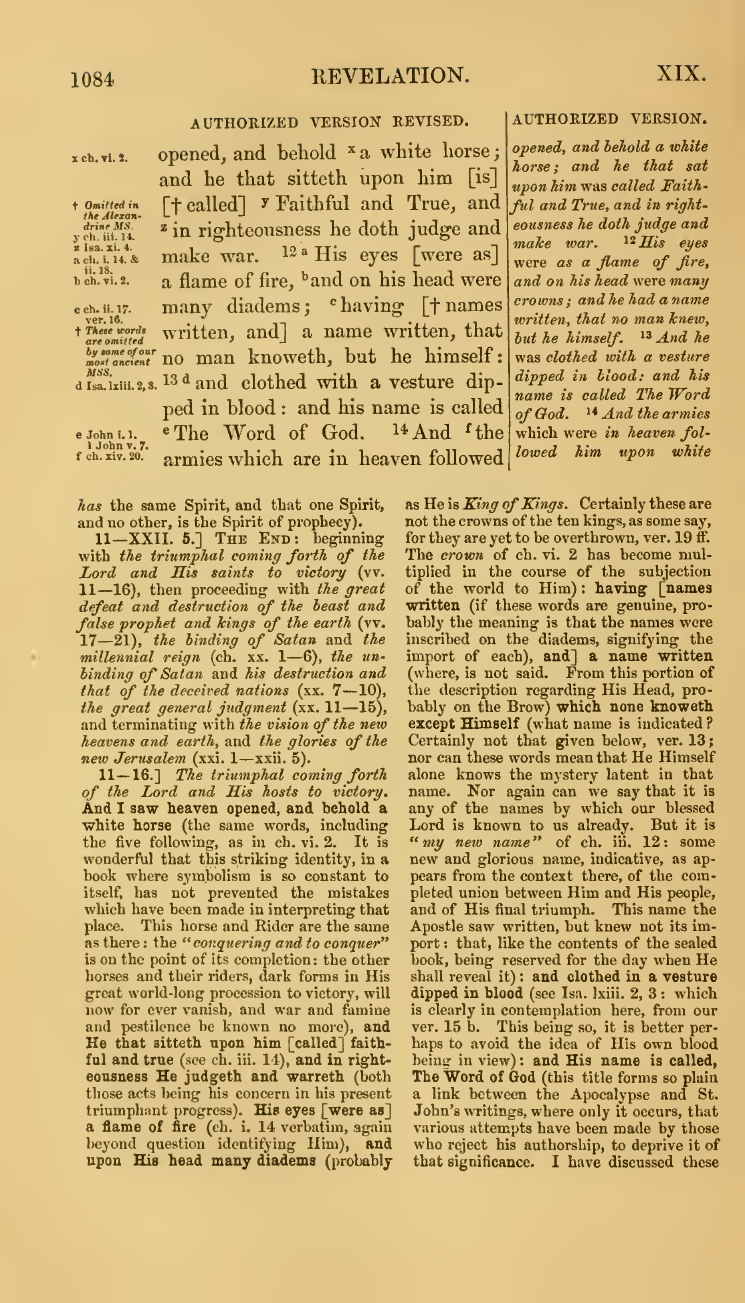 1084 REVELATION. XIX.
AUTHORIZED VERSION REVISED.
x ch. vi. 2.
† Omitted in
the Alexan-
drine MS.
y ch. iii. 14.
z Isa. xi. 4.
a ch. i. 14. &
ii. 18.
b ch. vi. 2.
c ch. ii. 17.
ver. 16.
† These words
are omitted
by some of our
most ancient
MSS.
d Isa. lxiii. 2, 3.
e John i. 1.
1 John v. 7.
f ch. xiv. 20.
opened, and behold x a white horse;
and he that sitteth upon him [is]
[† called] y Faithful and True, and
z in righteousness he doth judge and
make war. 12 a His eyes [were as]
a flame of fire, b and on his head were
many diadems; c having [† names
written, and] a name written, that
no man knoweth, but he himself:
13 d and clothed with a vesture dip-
ped in blood: and his name is called
e The Word of God. 14 And f the
armies which are in heaven followed
AUTHORIZED VERSION.
opened, and behold a white
horse; and he that sat
upon him was called Faith-
ful and True, and in right-
eousness he doth judge and
make war. 12 His eyes
were as a flame of fire,
and on his head were many
crowns; and he had a name
written, that no man knew,
but he himself. 13 And he
was clothed with a vesture
dipped in blood: and his
name is called The Word
of God. 14 And the armies
which were in heaven fol-
lowed him upon white
has the same Spirit, and that one Spirit,
and no other, is the Spirit of prophecy).
11—XXII. 5.] THE END: beginning
with the triumphal coming forth of the
Lord and His saints to victory (vv.
11—16), then proceeding with the great
defeat and destruction of the beast and
false prophet and kings of the earth (vv.
17—21), the binding of Satan and the
millennial reign (ch. xx. 1—6), the un-
binding of Satan and his destruction and
that of the deceived nations (xx. 7—10),
the great general judgment (xx. 11—15),
and terminating with the vision of the new
heavens and earth, and the glories of the
new Jerusalem (xxi. 1—xxii. 5).
11—16.] The triumphal coming forth
of the Lord and His hosts to victory.
And I saw heaven opened, and behold a
white horse (the same words, including
the five following, as in ch. vi. 2. It is
wonderful that this striking identity, in a
book where symbolism is so constant to
itself, has not prevented the mistakes
which have been made in interpreting that
place. This horse and Rider are the same
as there: the "conquering and to conquer"
is on the point of its completion: the other
horses and their riders, dark forms in His
great world-long procession to victory, will
now for ever vanish, and war and famine
and pestilence be known no more), and
He that sitteth upon him [called] faith-
ful and true (see ch. iii. 14), and in right-
eousness He judgeth and warreth (both
those acts being his concern in his present
triumphant progress). His eyes [were as]
a flame of fire (ch. i. 14 verbatim, again
beyond question identifying Him), and
upon His head many diadems (probably
as He is King of Kings. Certainly these are
not the crowns of the ten kings, as some say,
for they are yet to be overthrown, ver. 19 ff.
The crown of ch. vi. 2 has become mul-
tiplied in the course of the subjection
of the world to Him): having [names
written (if these words are genuine, pro-
bably the meaning is that the names were
inscribed on the diadems, signifying the
import of each), and] a name written
(where, is not said. From this portion of
the description regarding His Head, pro-
bably on the Brow) which none knoweth
except Himself (what name is indicated?
Certainly not that given below, ver. 13;
nor can these words mean that He Himself
alone knows the mystery latent in that
name. Nor again can we say that it is
any of the names by which our blessed
Lord is known to us already. But it is
"my new name" of ch. iii. 12: some
new and glorious name, indicative, as ap-
pears from the context there, of the com-
pleted union between Him and His people,
and of His final triumph. This name the
Apostle saw written, but knew not its im-
port: that, like the contents of the sealed
book, being reserved for the day when He
shall reveal it): and clothed in a vesture
dipped in blood (see Isa. lxiii. 2, 3: which
is clearly in contemplation here, from our
ver. 15 b. This being so, it is better per-
haps to avoid the idea of His own blood
being in view): and His name is called,
The Word of God (this title forms so plain
a link between the Apocalypse and St.
John's writings, where only it occurs, that
various attempts have been made by those
who reject his authorship, to deprive it of
that significance. I have discussed these